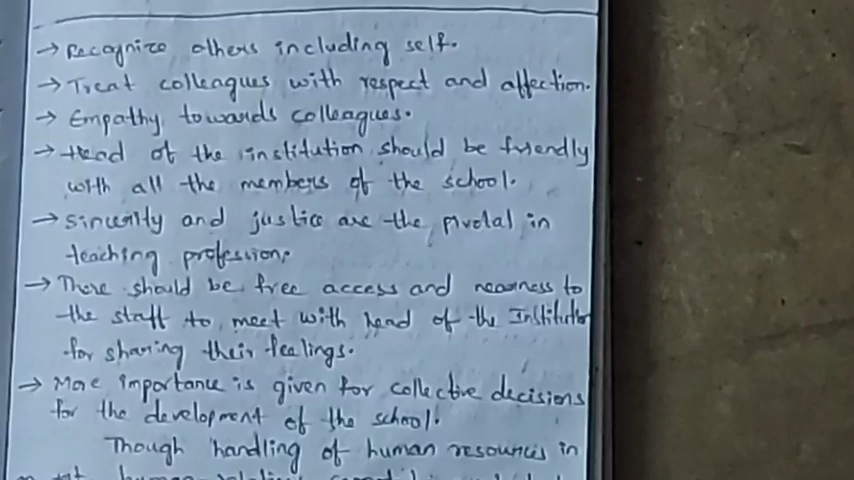 → Recognize others including self.
→ Treat colleagues with respect and affection.
→ Empathy towards colleagues.
→ Head of the institution should be friendly
with all the members of the school.
→ Sincerity and justice are the pivotal in
teaching profession.
→ There should be free access and nearness to
the staff to meet with head of the Institution
for sharing their feelings.
→ More importance is given for collective decisions
for the development of the school.
Though handling of human resources in
human